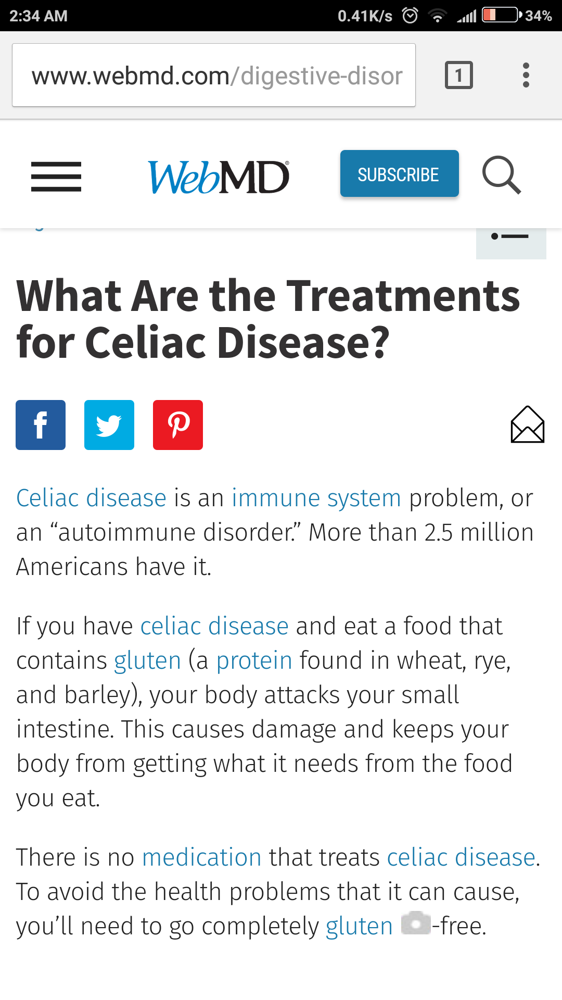 2:34 AM 0.41K/s 34%
www.webmd.com/digestive-disor 1
WebMD® SUBSCRIBE
What Are the Treatments
for Celiac Disease?
Celiac disease is an immune system problem, or
an “autoimmune disorder.” More than 2.5 million
Americans have it.
If you have celiac disease and eat a food that
contains gluten (a protein found in wheat, rye,
and barley), your body attacks your small
intestine. This causes damage and keeps your
body from getting what it needs from the food
you eat.
There is no medication that treats celiac disease.
To avoid the health problems that it can cause,
you’ll need to go completely gluten -free.